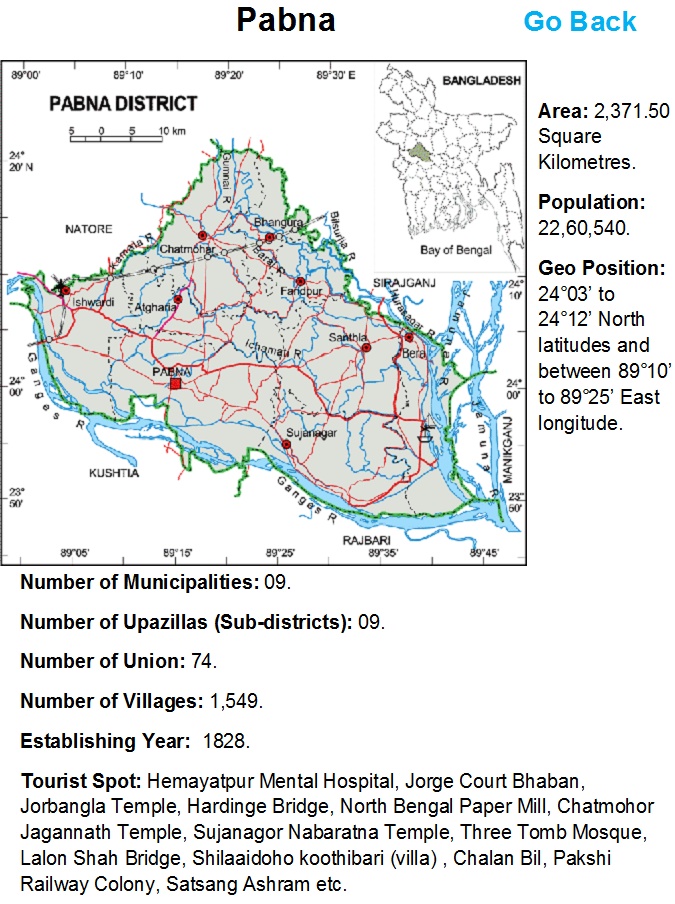 Pabna
Go Back
89°00'
89°10'
89°20'
89°30' E
BANGLADESH
PABNA DISTRICT
5 0 5 10 km
24°
20' N
Gumnai R
NATORE
Bhangura
Chatmohar
Kamala R
Baral R
Bay of Bengal
SIRAJGANJ
Faridpur
Ishwardi
Atgharia
Hurasagar R
Jamuna R
24°
10'
Santhia
Bera
Ichamati R
PABNA
24°
00'
24°
00'
Ganges R
Sujanagar
KUSHTIA
Jamuna R
MANIKGANJ
23°
50'
23°
50'
Ganges R
RAJBARI
89°05'
89°15'
89°25'
89°35'
89°45'
Area: 2,371.50
Square
Kilometres.
Population:
22,60,540.
Geo Position:
24°03’ to
24°12’ North
latitudes and
between 89°10’
to 89°25’ East
longitude.
Number of Municipalities: 09.
Number of Upazillas (Sub-districts): 09.
Number of Union: 74.
Number of Villages: 1,549.
Establishing Year: 1828.
Tourist Spot: Hemayatpur Mental Hospital, Jorge Court Bhaban,
Jorbangla Temple, Hardinge Bridge, North Bengal Paper Mill, Chatmohor
Jagannath Temple, Sujanagor Nabaratna Temple, Three Tomb Mosque,
Lalon Shah Bridge, Shilaaidoho koothibari (villa) , Chalan Bil, Pakshi
Railway Colony, Satsang Ashram etc.